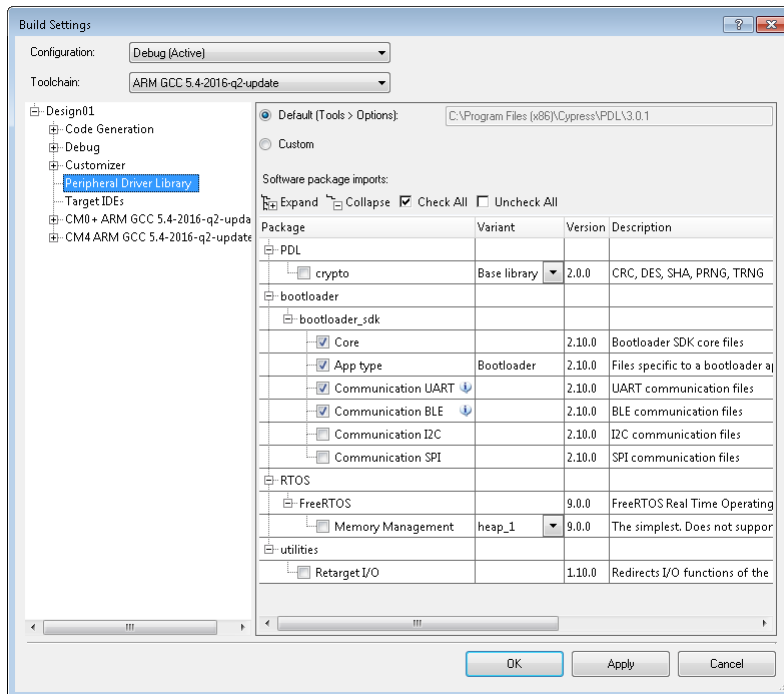 Build Settings
Configuration: Debug (Active)
Toolchain: ARM GCC 5.4-2016-q2-update
Design01
Code Generation
Debug
Customizer
Peripheral Driver Library
Target IDEs
CM0+ ARM GCC 5.4-2016-q2-upda
CM4 ARM GCC 5.4-2016-q2-update
Default (Tools > Options): C:\Program Files (x86)\Cypress\PDL\3.0.1
Custom
Software package imports:
Expand Collapse Check All Uncheck All
Package Variant Version Description
PDL
crypto Base library 2.0.0 CRC, DES, SHA, PRNG, TRNG
bootloader
bootloader_sdk
Core 2.10.0 Bootloader SDK core files
App type Bootloader 2.10.0 Files specific to a bootloader a
Communication UART 2.10.0 UART communication files
Communication BLE 2.10.0 BLE communication files
Communication I2C 2.10.0 I2C communication files
Communication SPI 2.10.0 SPI communication files
RTOS
FreeRTOS 9.0.0 FreeRTOS Real Time Operating
Memory Management heap_1 9.0.0 The simplest. Does not suppor
utilities
Retarget I/O 1.10.0 Redirects I/O functions of the
OK Apply Cancel